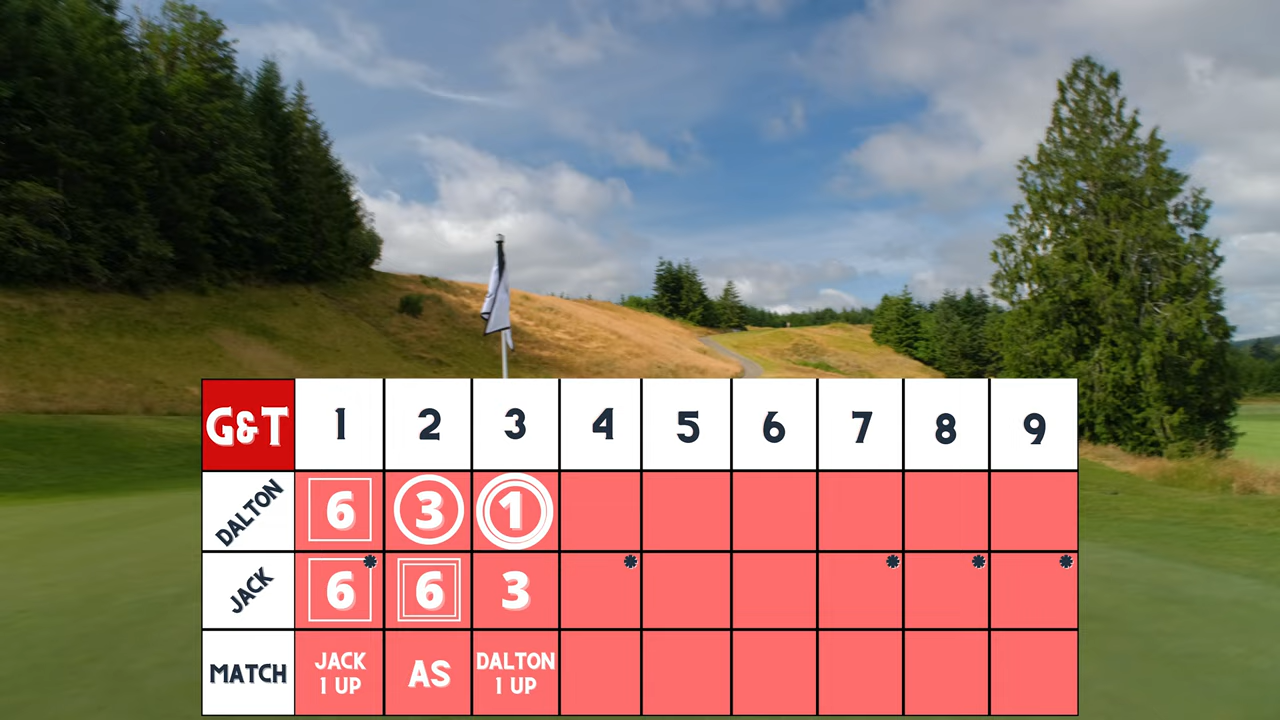 G&T 1 2 3 4 5 6 7 8 9
DALTON 6 3 1
JACK 6* 6 3 * * * *
MATCH JACK 1 UP AS DALTON 1 UP